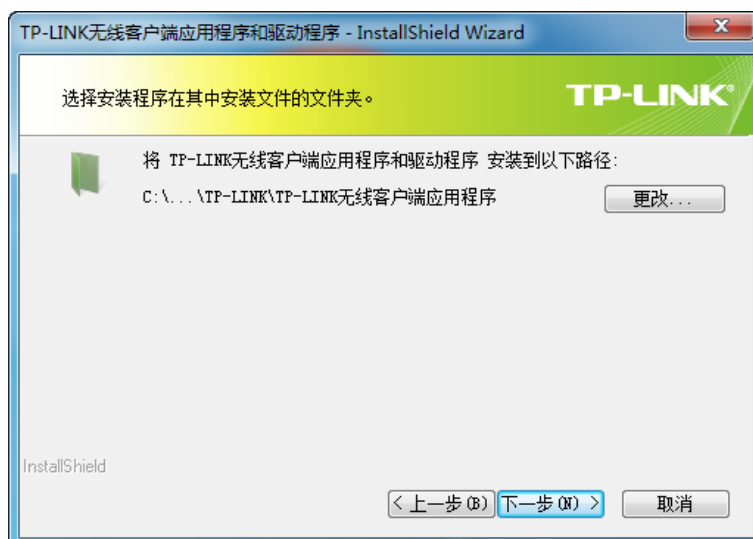 TP-LINK无线客户端应用程序和驱动程序 - InstallShield Wizard
选择安装程序在其中安装文件的文件夹。
TP-LINK®
将 TP-LINK无线客户端应用程序和驱动程序 安装到以下路径:
C:\...\TP-LINK\TP-LINK无线客户端应用程序
更改...
InstallShield
< 上一步(B) 下一步(N) > 取消